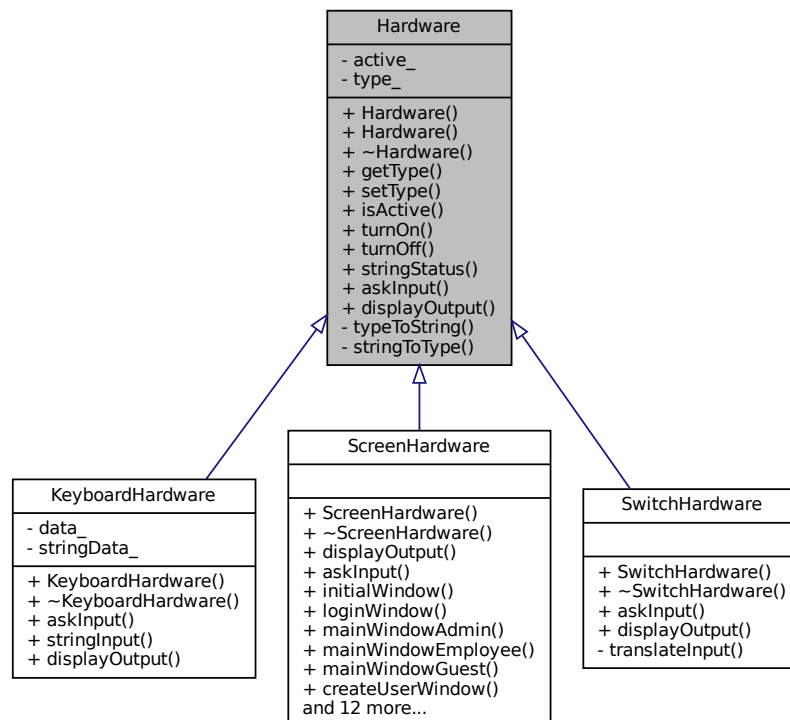 Hardware
- active_
- type_
+ Hardware()
+ Hardware()
+ ~Hardware()
+ getType()
+ setType()
+ isActive()
+ turnOn()
+ turnOff()
+ stringStatus()
+ askInput()
+ displayOutput()
- typeToString()
- stringToType()
KeyboardHardware
- data_
- stringData_
+ KeyboardHardware()
+ ~KeyboardHardware()
+ askInput()
+ stringInput()
+ displayOutput()
ScreenHardware
+ ScreenHardware()
+ ~ScreenHardware()
+ displayOutput()
+ askInput()
+ initialWindow()
+ loginWindow()
+ mainWindowAdmin()
+ mainWindowEmployee()
+ mainWindowGuest()
+ createUserWindow()
and 12 more...
SwitchHardware
+ SwitchHardware()
+ ~SwitchHardware()
+ askInput()
+ displayOutput()
- translateInput()